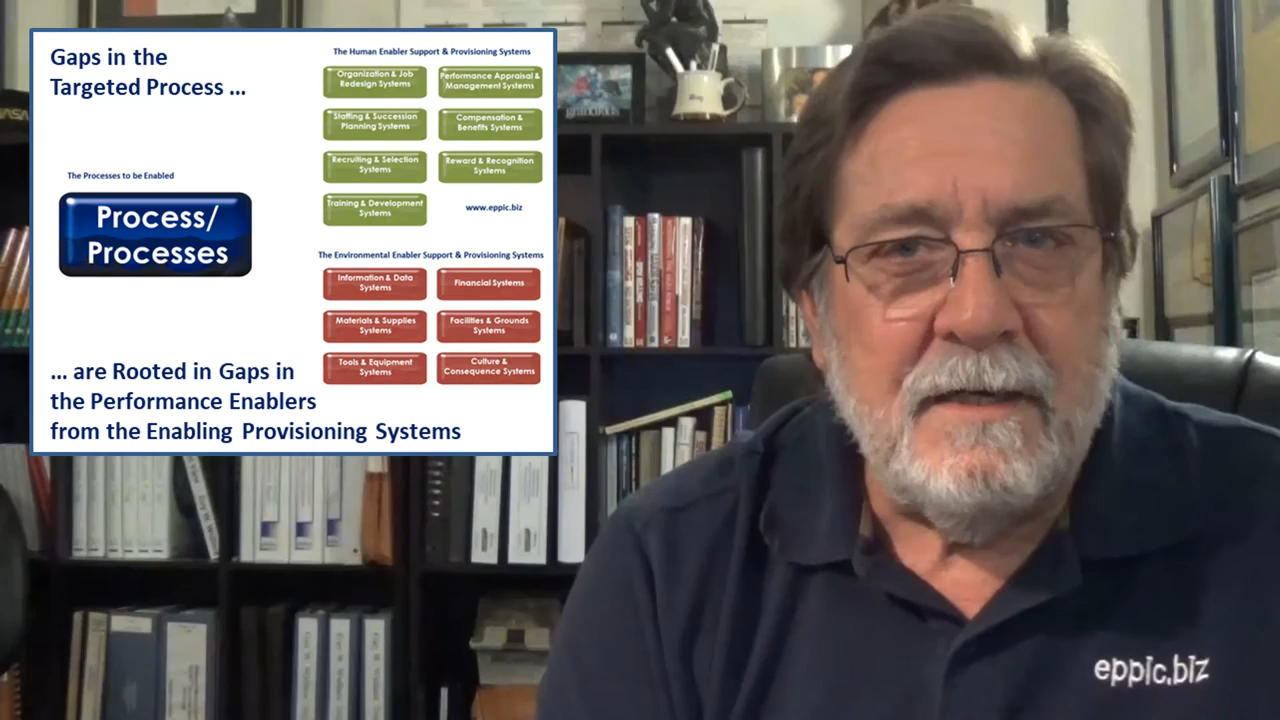 Gaps in the
Targeted Process ...
The Processes to be Enabled
Process/
Processes
The Human Enabler Support & Provisioning Systems
Organization & Job
Redesign Systems
Performance Appraisal &
Management Systems
Staffing & Succession
Planning Systems
Compensation &
Benefits Systems
Recruiting & Selection
Systems
Reward & Recognition
Systems
Training & Development
Systems
www.eppic.biz
The Environmental Enabler Support & Provisioning Systems
Information & Data
Systems
Financial Systems
Materials & Supplies
Systems
Facilities & Grounds
Systems
Tools & Equipment
Systems
Culture &
Consequence Systems
... are Rooted in Gaps in
the Performance Enablers
from the Enabling Provisioning Systems
NASA
eppic.biz